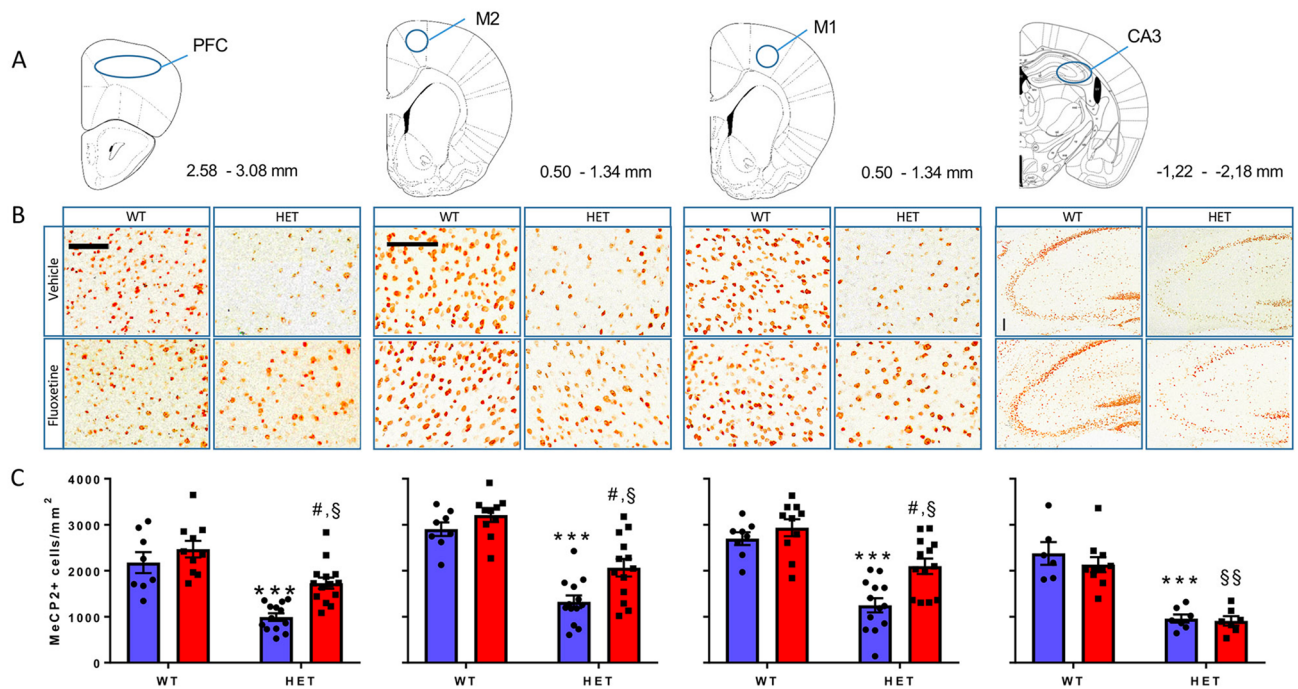 A
PFC
2.58 - 3.08 mm
M2
0.50 - 1.34 mm
M1
0.50 - 1.34 mm
CA3
-1,22 - -2,18 mm
B
WT HET WT HET WT HET WT HET
Vehicle
Fluoxetine
C
MeCP2+ cells/mm2
4000
3000
2000
1000
0
*** #,§
*** #,§
*** #,§
*** §§
WT HET WT HET WT HET WT HET